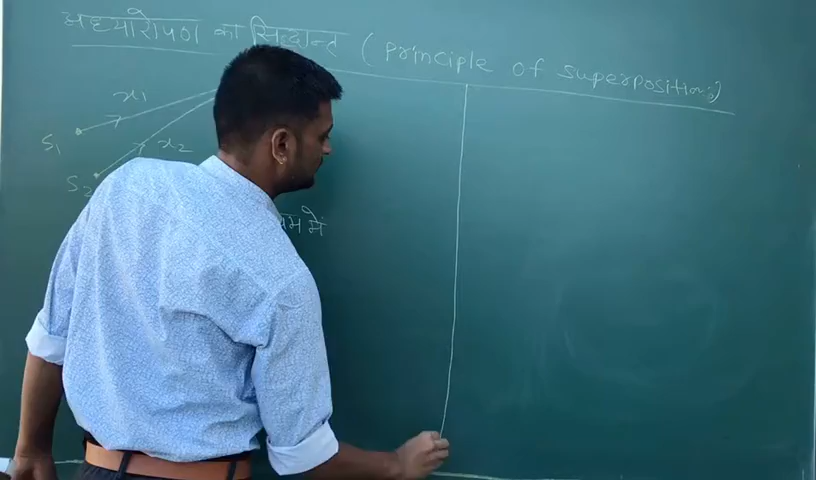 अध्यारोपण का सिद्धान्त (principle of superposition:)
x₁
S₁
x₂
S₂
में